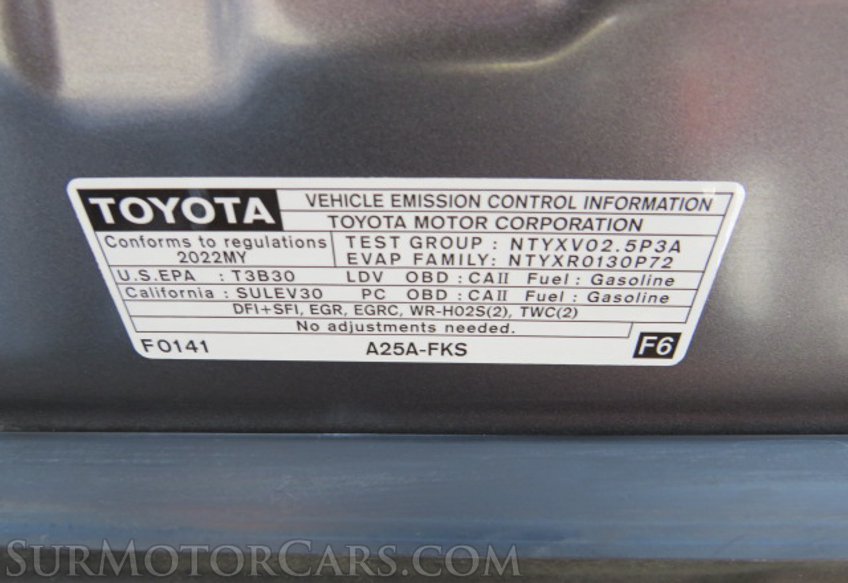 TOYOTA VEHICLE EMISSION CONTROL INFORMATION
TOYOTA MOTOR CORPORATION
Conforms to regulations TEST GROUP : NTYXV02.5P3A
2022MY EVAP FAMILY: NTYXR0130P72
U.S.EPA : T3B30 LDV OBD : CAII Fuel : Gasoline
California : SULEV30 PC OBD : CAII Fuel : Gasoline
DFI+SFI, EGR, EGRC, WR-HO2S(2), TWC(2)
No adjustments needed.
F0141 A25A-FKS F6
SurMotorCars.com